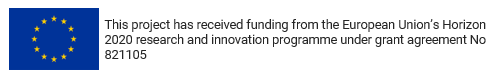 This project has received funding from the European Union’s Horizon
2020 research and innovation programme under grant agreement No
821105